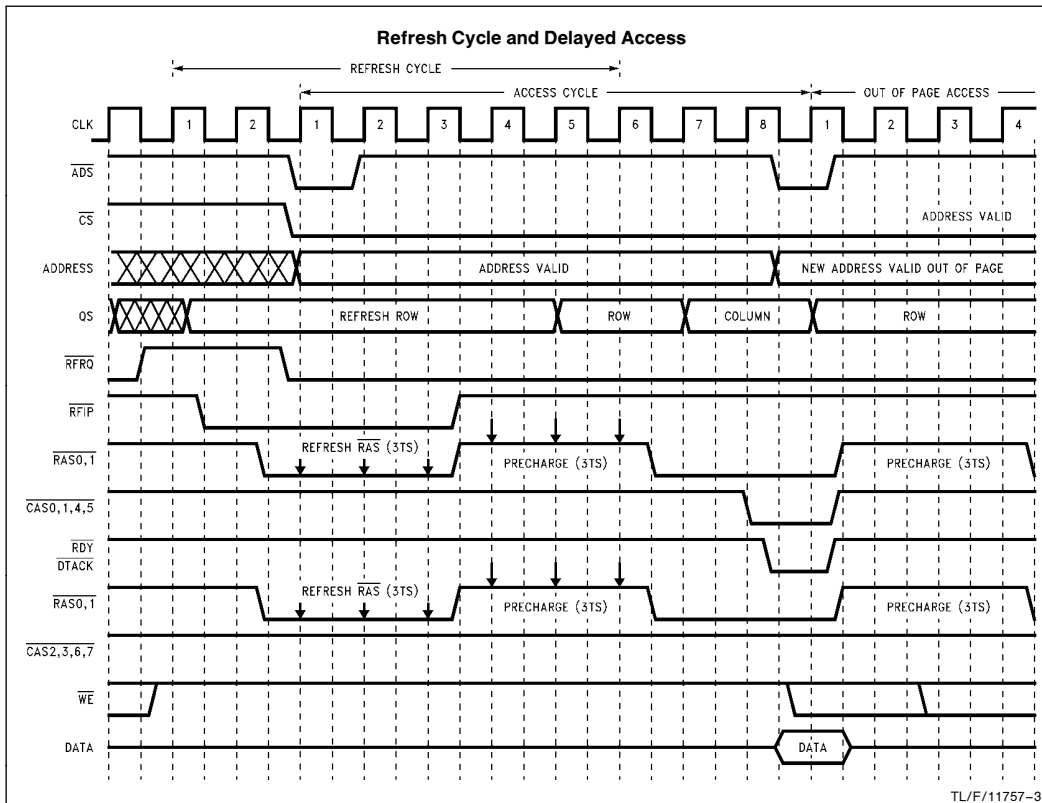 Refresh Cycle and Delayed Access
REFRESH CYCLE
ACCESS CYCLE OUT OF PAGE ACCESS
CLK 1 2 1 2 3 4 5 6 7 8 1 2 3 4
ADS
CS ADDRESS VALID
ADDRESS ADDRESS VALID NEW ADDRESS VALID OUT OF PAGE
QS REFRESH ROW ROW COLUMN ROW
RFRQ
RFIP
RAS0,1 REFRESH RAS (3TS) PRECHARGE (3TS) PRECHARGE (3TS)
CAS0,1,4,5
RDY
DTACK
RAS0,1 REFRESH RAS (3TS) PRECHARGE (3TS) PRECHARGE (3TS)
CAS2,3,6,7
WE
DATA DATA
TL/F/11757-3